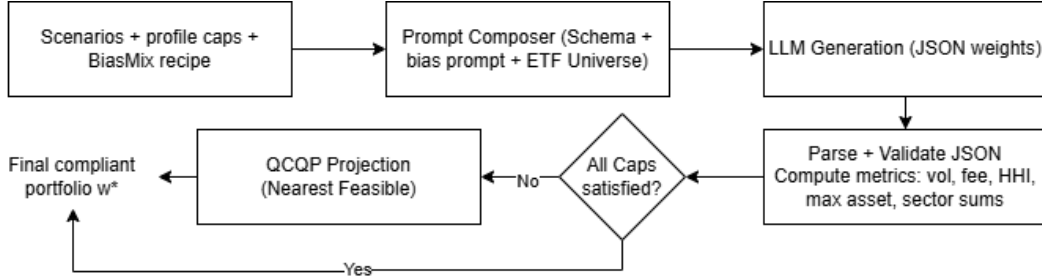 Scenarios + profile caps +
BiasMix recipe
Prompt Composer (Schema +
bias prompt + ETF Universe)
LLM Generation (JSON weights)
Parse + Validate JSON
Compute metrics: vol, fee, HHI,
max asset, sector sums
All Caps
satisfied?
No
QCQP Projection
(Nearest Feasible)
Final compliant
portfolio w*
Yes